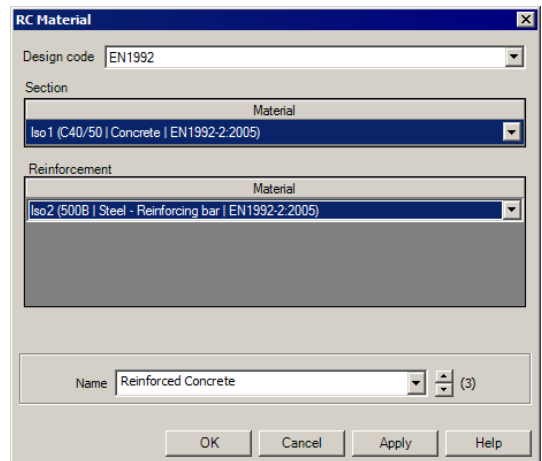 RC Material
Design code EN1992
Section
Material
Iso1 (C40/50 | Concrete | EN1992-2:2005)
Reinforcement
Material
Iso2 (500B | Steel - Reinforcing bar | EN1992-2:2005)
Name Reinforced Concrete (3)
OK Cancel Apply Help